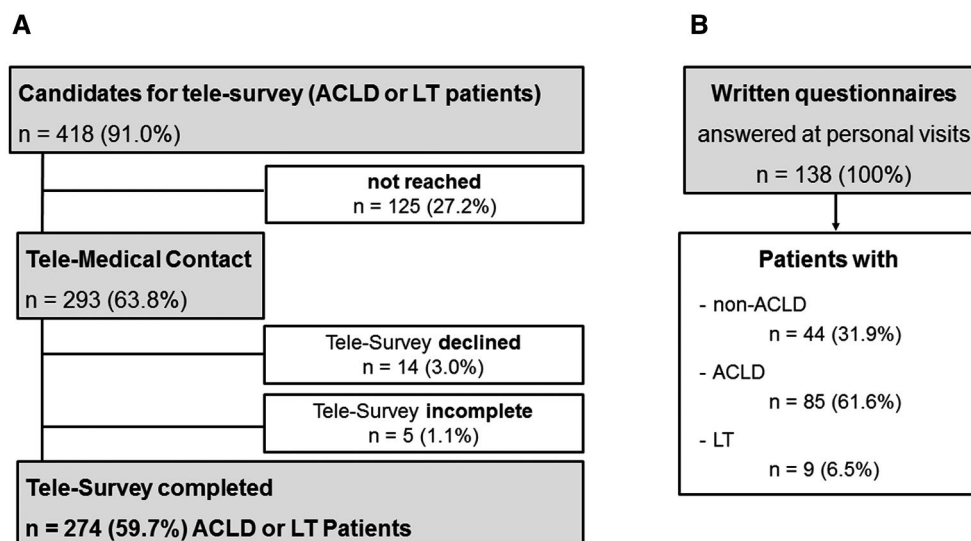 A
Candidates for tele-survey (ACLD or LT patients)
n = 418 (91.0%)
not reached
n = 125 (27.2%)
Tele-Medical Contact
n = 293 (63.8%)
Tele-Survey declined
n = 14 (3.0%)
Tele-Survey incomplete
n = 5 (1.1%)
Tele-Survey completed
n = 274 (59.7%) ACLD or LT Patients
B
Written questionnaires
answered at personal visits
n = 138 (100%)
Patients with
- non-ACLD
n = 44 (31.9%)
- ACLD
n = 85 (61.6%)
- LT
n = 9 (6.5%)